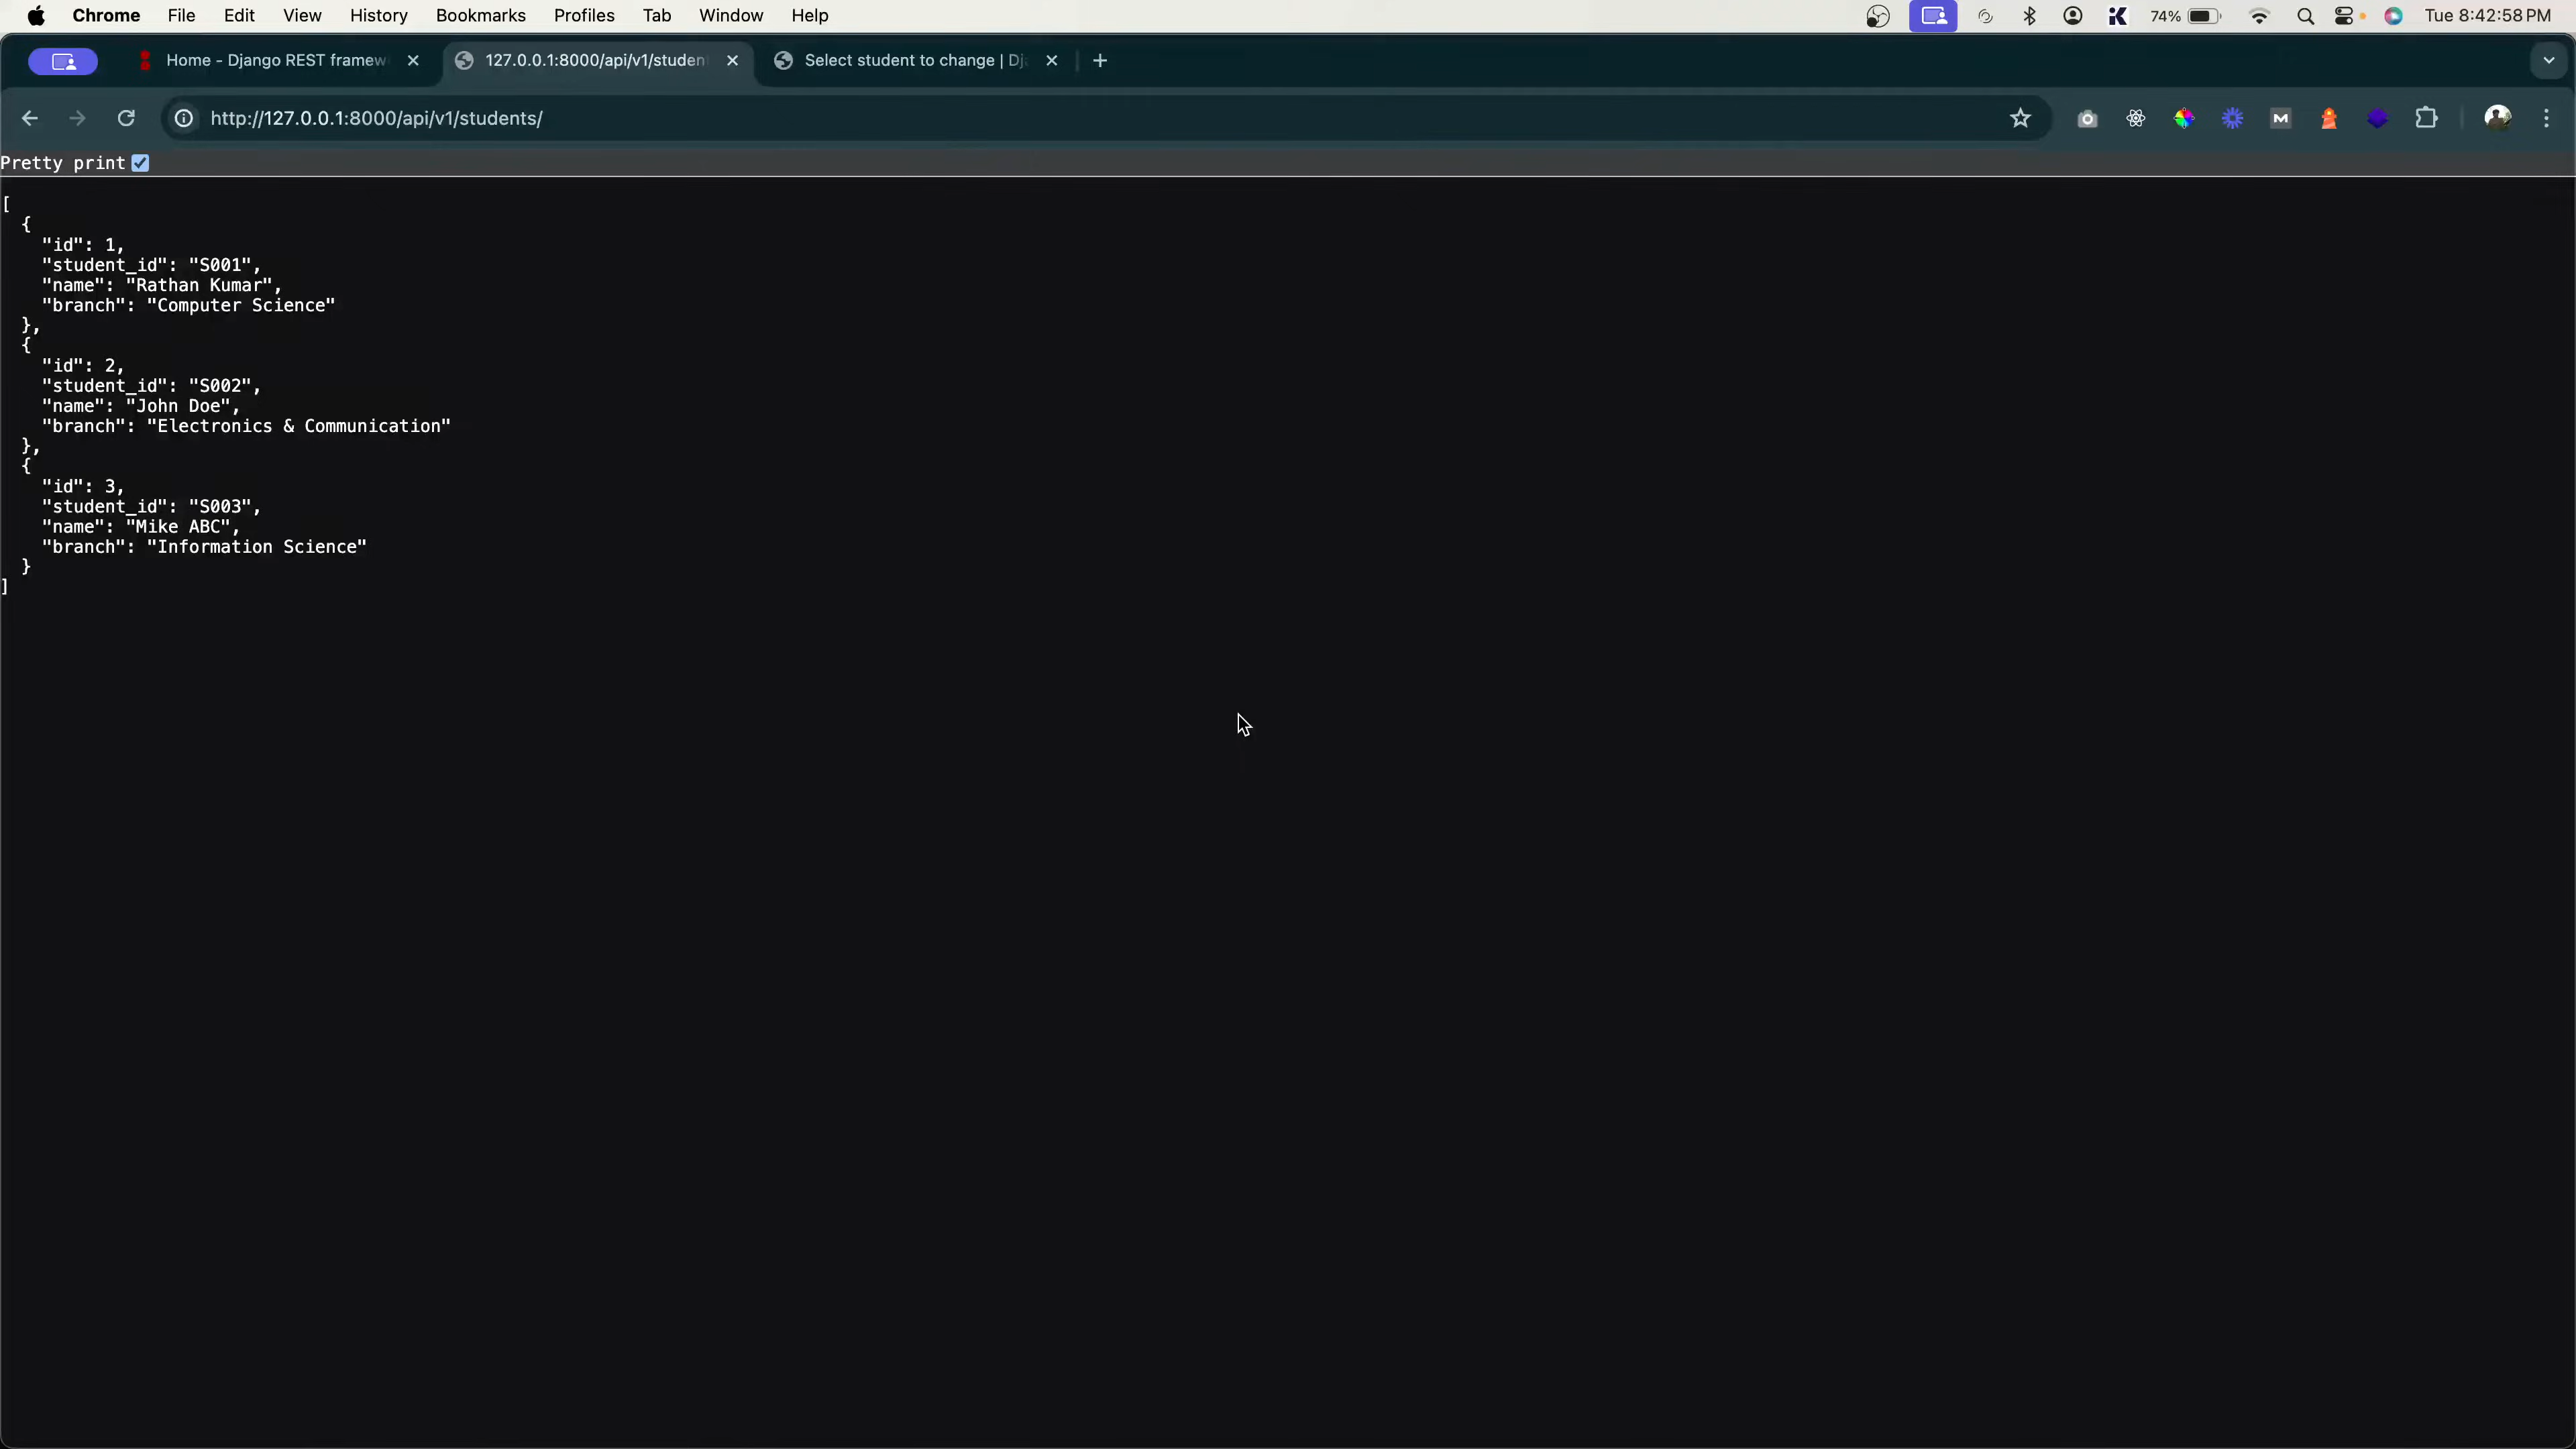 Chrome File Edit View History Bookmarks Profiles Tab Window Help 74% Tue 8:42:58 PM
Home - Django REST framew 127.0.0.1:8000/api/v1/studen Select student to change | Dj
http://127.0.0.1:8000/api/v1/students/
Pretty print
[
  {
    "id": 1,
    "student_id": "S001",
    "name": "Rathan Kumar",
    "branch": "Computer Science"
  },
  {
    "id": 2,
    "student_id": "S002",
    "name": "John Doe",
    "branch": "Electronics & Communication"
  },
  {
    "id": 3,
    "student_id": "S003",
    "name": "Mike ABC",
    "branch": "Information Science"
  }
]